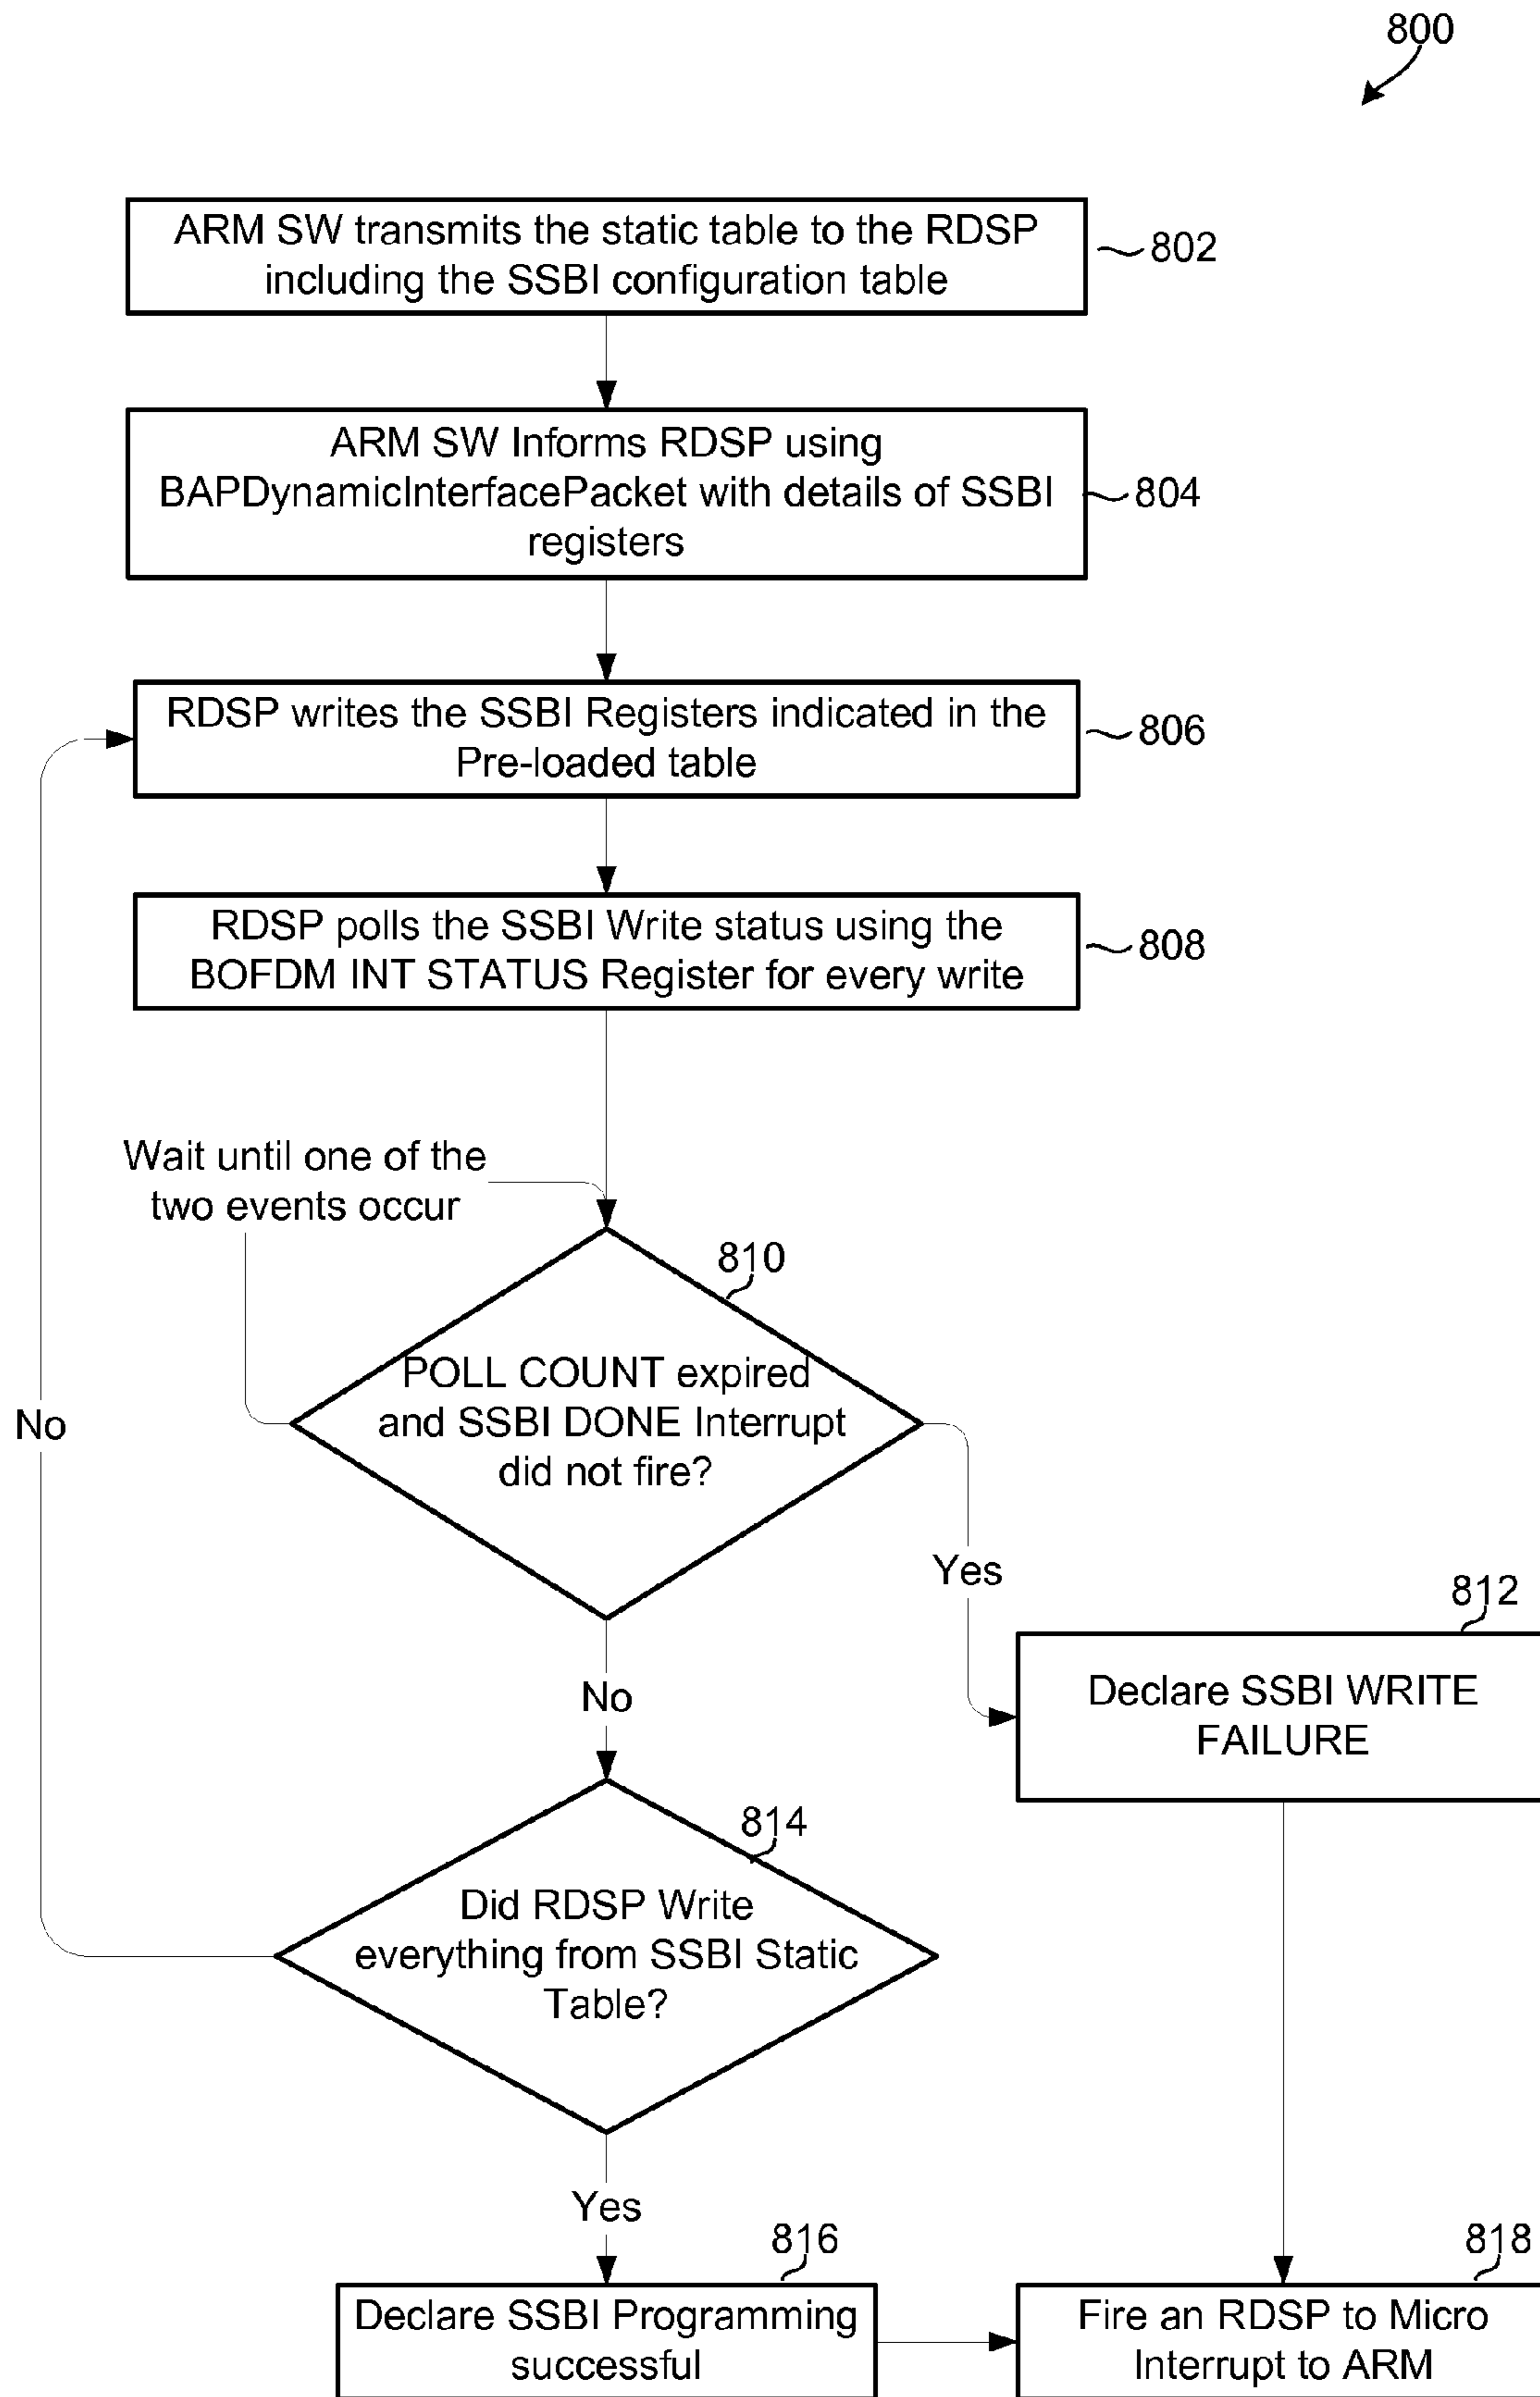 800
ARM SW transmits the static table to the RDSP
including the SSBI configuration table
802
ARM SW Informs RDSP using
BAPDynamicInterfacePacket with details of SSBI
registers
804
RDSP writes the SSBI Registers indicated in the
Pre-loaded table
806
RDSP polls the SSBI Write status using the
BOFDM INT STATUS Register for every write
808
Wait until one of the
two events occur
810
POLL COUNT expired
and SSBI DONE Interrupt
did not fire?
No
Yes
812
Declare SSBI WRITE
FAILURE
No
814
Did RDSP Write
everything from SSBI Static
Table?
Yes
816
Declare SSBI Programming
successful
818
Fire an RDSP to Micro
Interrupt to ARM